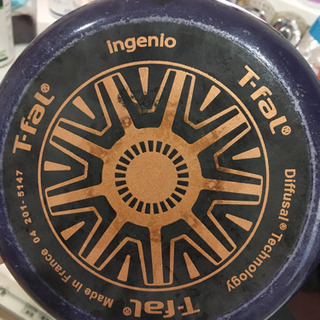 ingenio
T-fal®
Diffusal® Technology
T-fal®
Made in France 04 201-5147
T-fal®